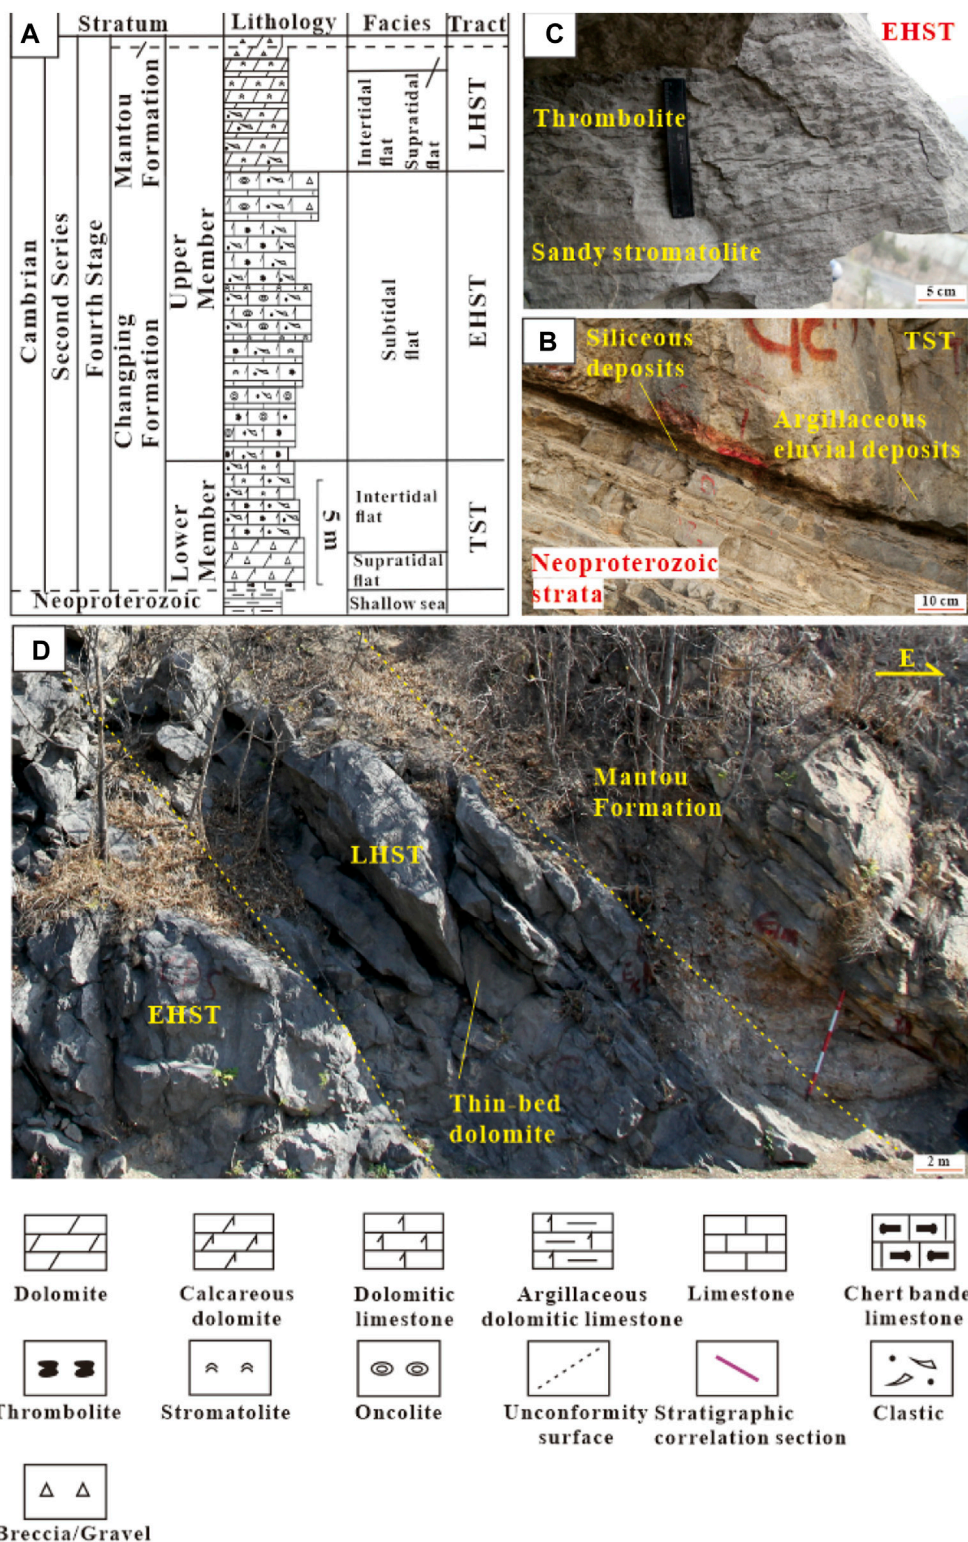 A
Stratum
Lithology
Facies
Tract
Cambrian
Second Series
Fourth Stage
Mantou
Formation
Changping
Formation
Upper
Member
Lower
Member
Intertidal
flat
Supratidal
flat
LHST
Subtidal
flat
EHST
5 m
Intertidal
flat
Supratidal
flat
TST
Neoproterozoic
Shallow sea
C
EHST
Thrombolite
Sandy stromatolite
5 cm
B
TST
Siliceous
deposits
Argillaceous
eluvial deposits
Neoproterozoic
strata
10 cm
D
E
Mantou
Formation
LHST
EHST
Thin-bed
dolomite
2 m
Dolomite
Calcareous
dolomite
Dolomitic
limestone
Argillaceous
dolomitic limestone
Limestone
Chert bande
limestone
Thrombolite
Stromatolite
Oncolite
Unconformity
surface
Stratigraphic
correlation section
Clastic
Breccia/Gravel